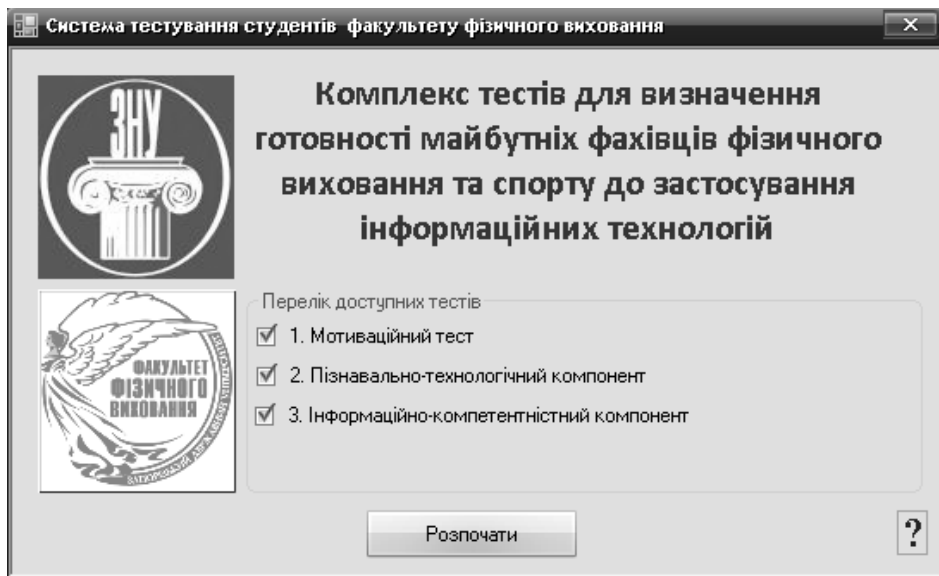 Система тестування студентів факультету фізичного виховання
ЗНУ
Комплекс тестів для визначення
готовності майбутніх фахівців фізичного
виховання та спорту до застосування
інформаційних технологій
ФАКУЛЬТЕТ
ФІЗИЧНОГО
ВИХОВАННЯ
Перелік доступних тестів
1. Мотиваційний тест
2. Пізнавально-технологічний компонент
3. Інформаційно-компетентністний компонент
Розпочати
?